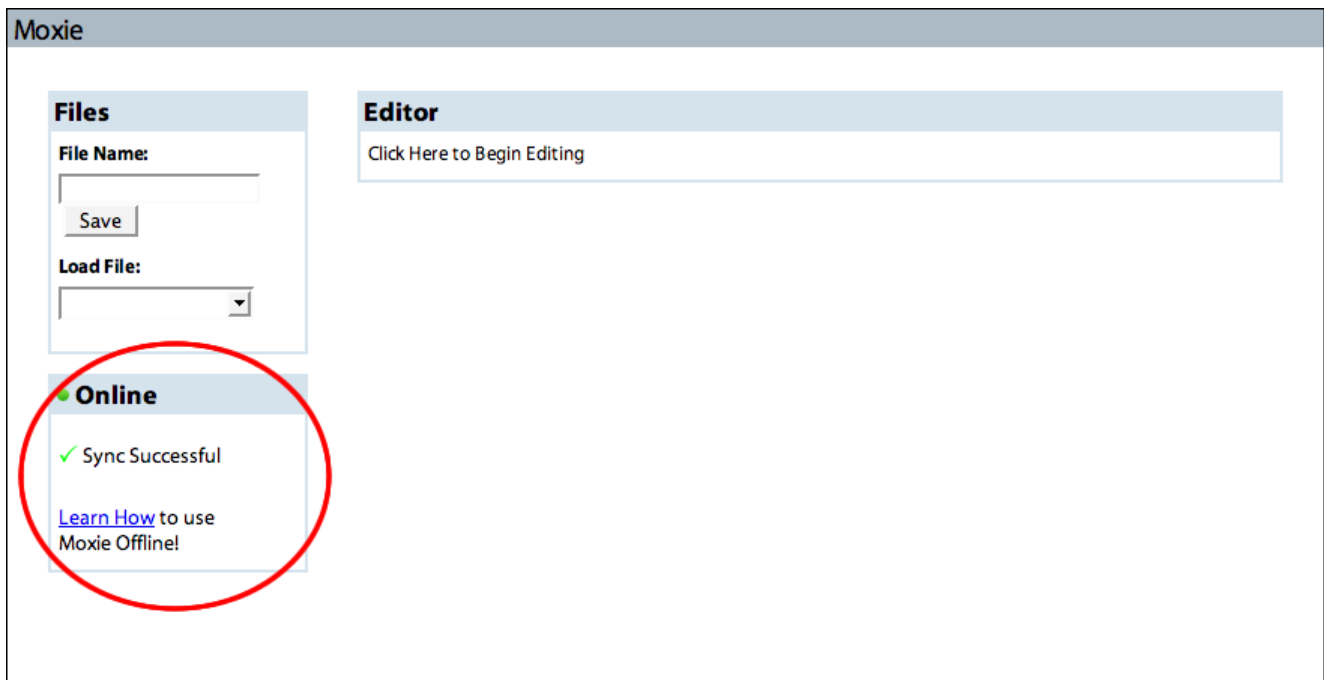 Moxie
Files
File Name:
Save
Load File:
Online
Sync Successful
Learn How to use
Moxie Offline!
Editor
Click Here to Begin Editing